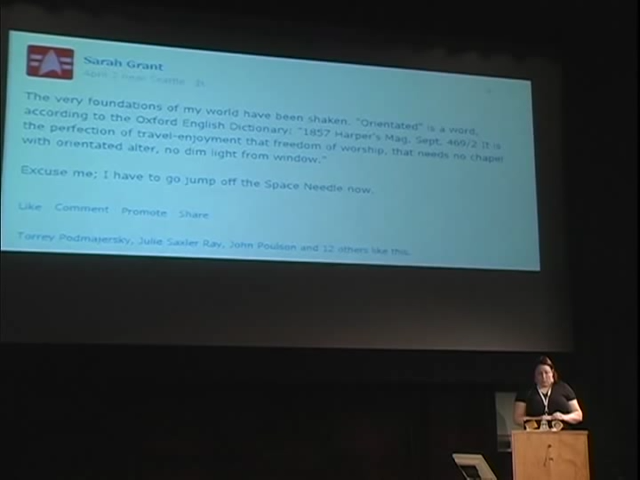 Sarah Grant
April 2 near Seattle
The very foundations of my world have been shaken. "Orientated" is a word,
according to the Oxford English Dictionary: "1857 Harper's Mag. Sept. 469/2 It is
the perfection of travel-enjoyment that freedom of worship, that needs no chapel
with orientated alter, no dim light from window."
Excuse me; I have to go jump off the Space Needle now.
Like Comment Promote Share
Torrey Podmajersky, Julie Saxler Ray, John Poulson and 12 others like this.